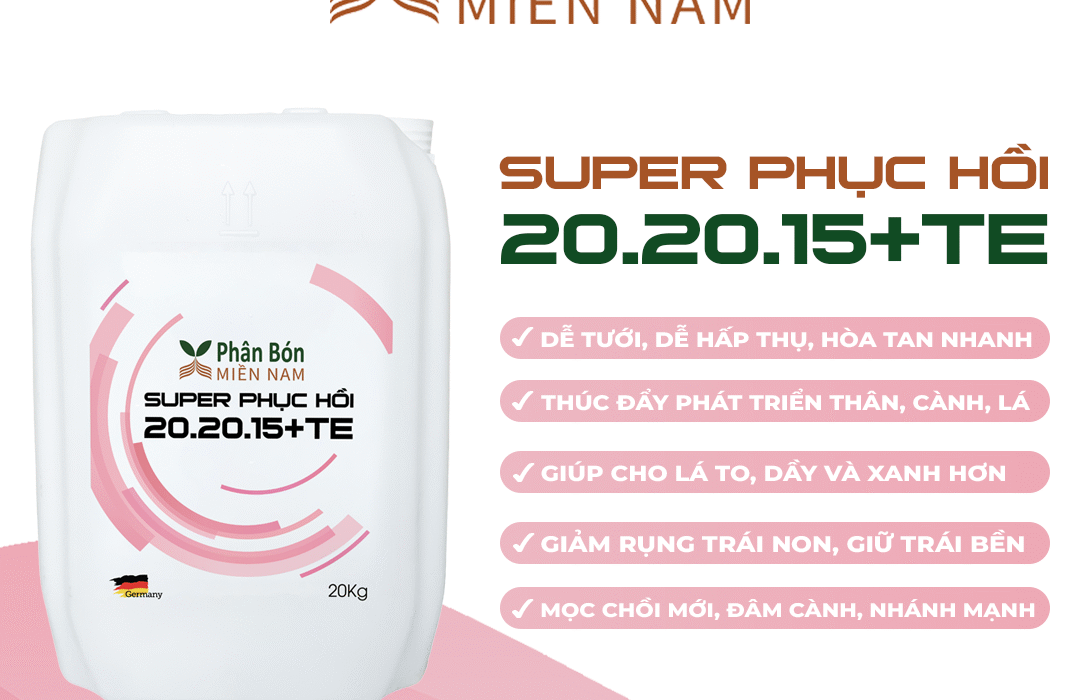 MIỀN NAM
SUPER PHỤC HỒI
20.20.15+TE
✓ DỄ TƯỚI, DỄ HẤP THỤ, HÒA TAN NHANH
✓ THÚC ĐẨY PHÁT TRIỂN THÂN, CÀNH, LÁ
✓ GIÚP CHO LÁ TO, DẦY VÀ XANH HƠN
✓ GIẢM RỤNG TRÁI NON, GIỮ TRÁI BỀN
✓ MỌC CHỒI MỚI, ĐÂM CÀNH, NHÁNH MẠNH
Phân Bón
MIỀN NAM
SUPER PHỤC HỒI
20.20.15+TE
Germany
20Kg